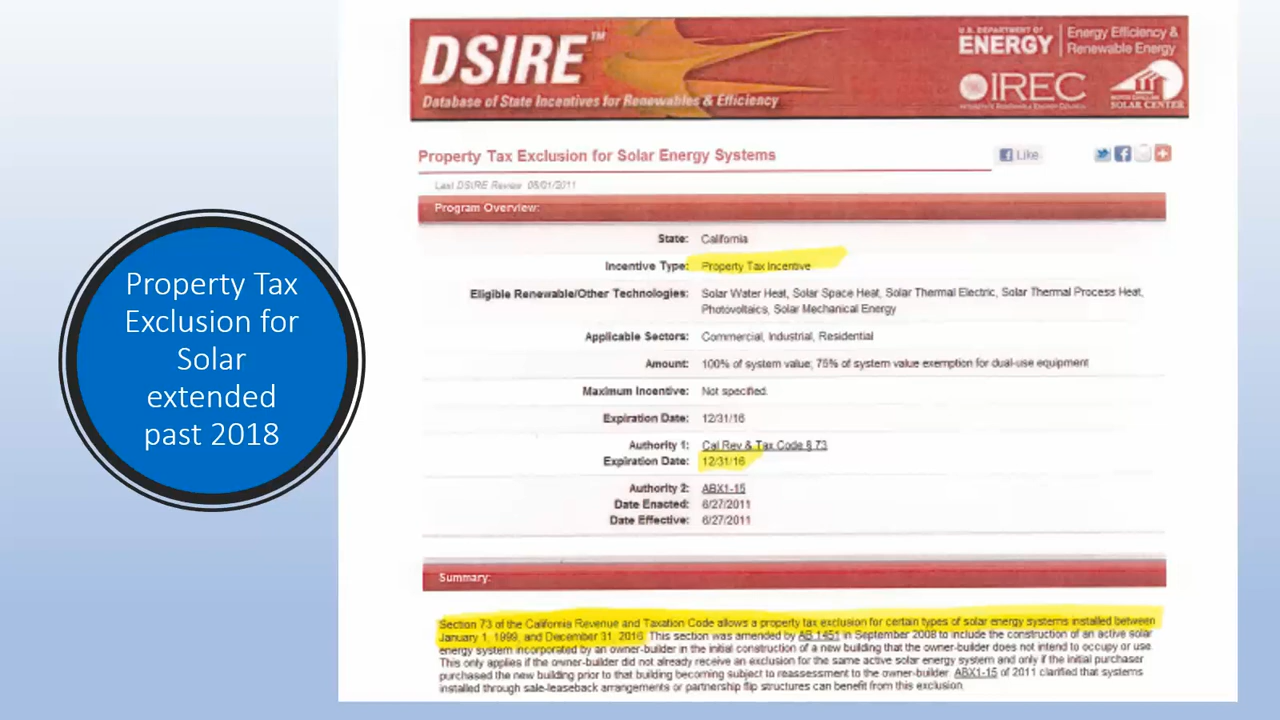 Property Tax
Exclusion for
Solar
extended
past 2018
DSIRE™
Database of State Incentives for Renewables & Efficiency
U.S. DEPARTMENT OF
ENERGY
Energy Efficiency &
Renewable Energy
IREC
INTERSTATE RENEWABLE ENERGY COUNCIL
NORTH CAROLINA
SOLAR CENTER
Property Tax Exclusion for Solar Energy Systems
Like
Last DSIRE Review: 08/01/2011
Program Overview:
State: California
Incentive Type: Property Tax Incentive
Eligible Renewable/Other Technologies: Solar Water Heat, Solar Space Heat, Solar Thermal Electric, Solar Thermal Process Heat,
Photovoltaics, Solar Mechanical Energy
Applicable Sectors: Commercial, Industrial, Residential
Amount: 100% of system value; 75% of system value exemption for dual-use equipment
Maximum Incentive: Not specified.
Expiration Date: 12/31/16
Authority 1: Cal Rev & Tax Code § 73
Expiration Date: 12/31/16
Authority 2: ABX1-15
Date Enacted: 6/27/2011
Date Effective: 6/27/2011
Summary:
Section 73 of the California Revenue and Taxation Code allows a property tax exclusion for certain types of solar energy systems installed between
January 1, 1999, and December 31, 2016. This section was amended by AB 1451 in September 2008 to include the construction of an active solar
energy system incorporated by an owner-builder in the initial construction of a new building that the owner-builder does not intend to occupy or use.
This only applies if the owner-builder did not already receive an exclusion for the same active solar energy system and only if the initial purchaser
purchased the new building prior to that building becoming subject to reassessment to the owner-builder. ABX1-15 of 2011 clarified that systems
installed through sale-leaseback arrangements or partnership flip structures can benefit from this exclusion.